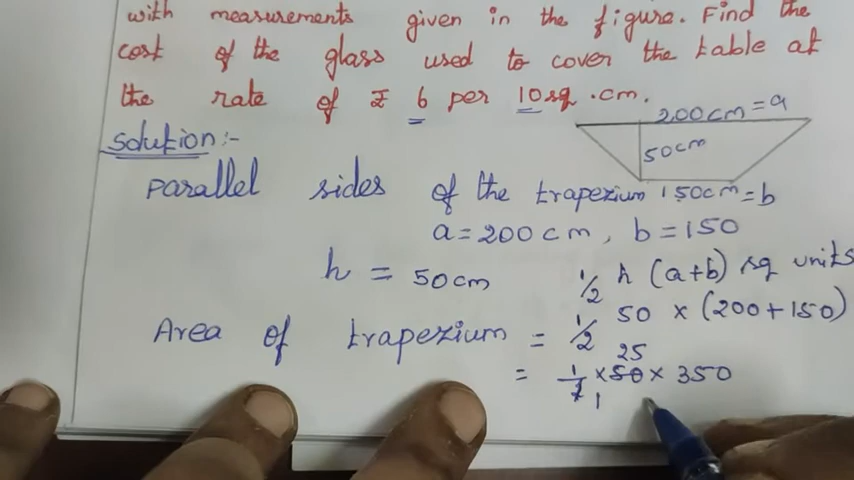 with measurements given in the figure. Find the
cost of the glass used to cover the table at
the rate of ₹ 6 per 10sq.cm.
200cm = a
Solution:-
50cm
Parallel sides of the trapezium 150cm = b
a = 200cm, b = 150
h = 50cm
1/2 h (a+b) sq units
Area of trapezium = 1/2 50 × (200+150)
25
= 1/2 × 50 × 350
1